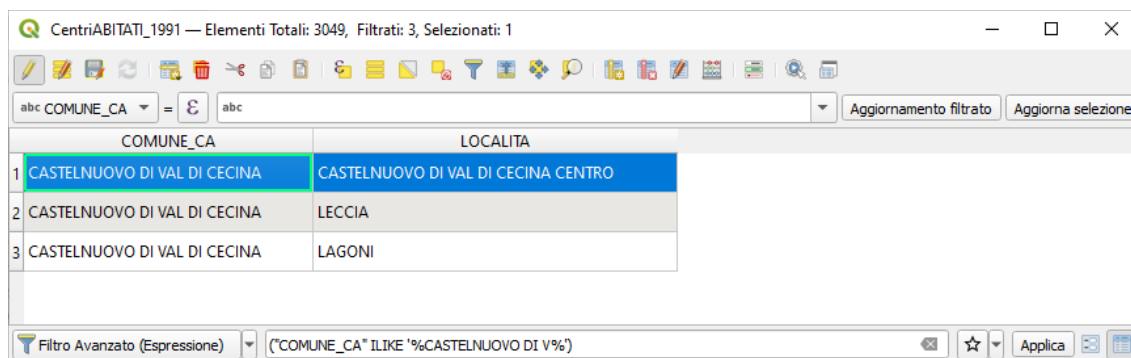 CentriABITATI_1991 — Elementi Totali: 3049, Filtrati: 3, Selezionati: 1
abc COMUNE_CA = ε abc Aggiornamento filtrato Aggiorna selezione
COMUNE_CA LOCALITA
1 CASTELNUOVO DI VAL DI CECINA CASTELNUOVO DI VAL DI CECINA CENTRO
2 CASTELNUOVO DI VAL DI CECINA LECCIA
3 CASTELNUOVO DI VAL DI CECINA LAGONI
Filtro Avanzato (Espressione) ("COMUNE_CA" ILIKE '%CASTELNUOVO DI V%') Applica